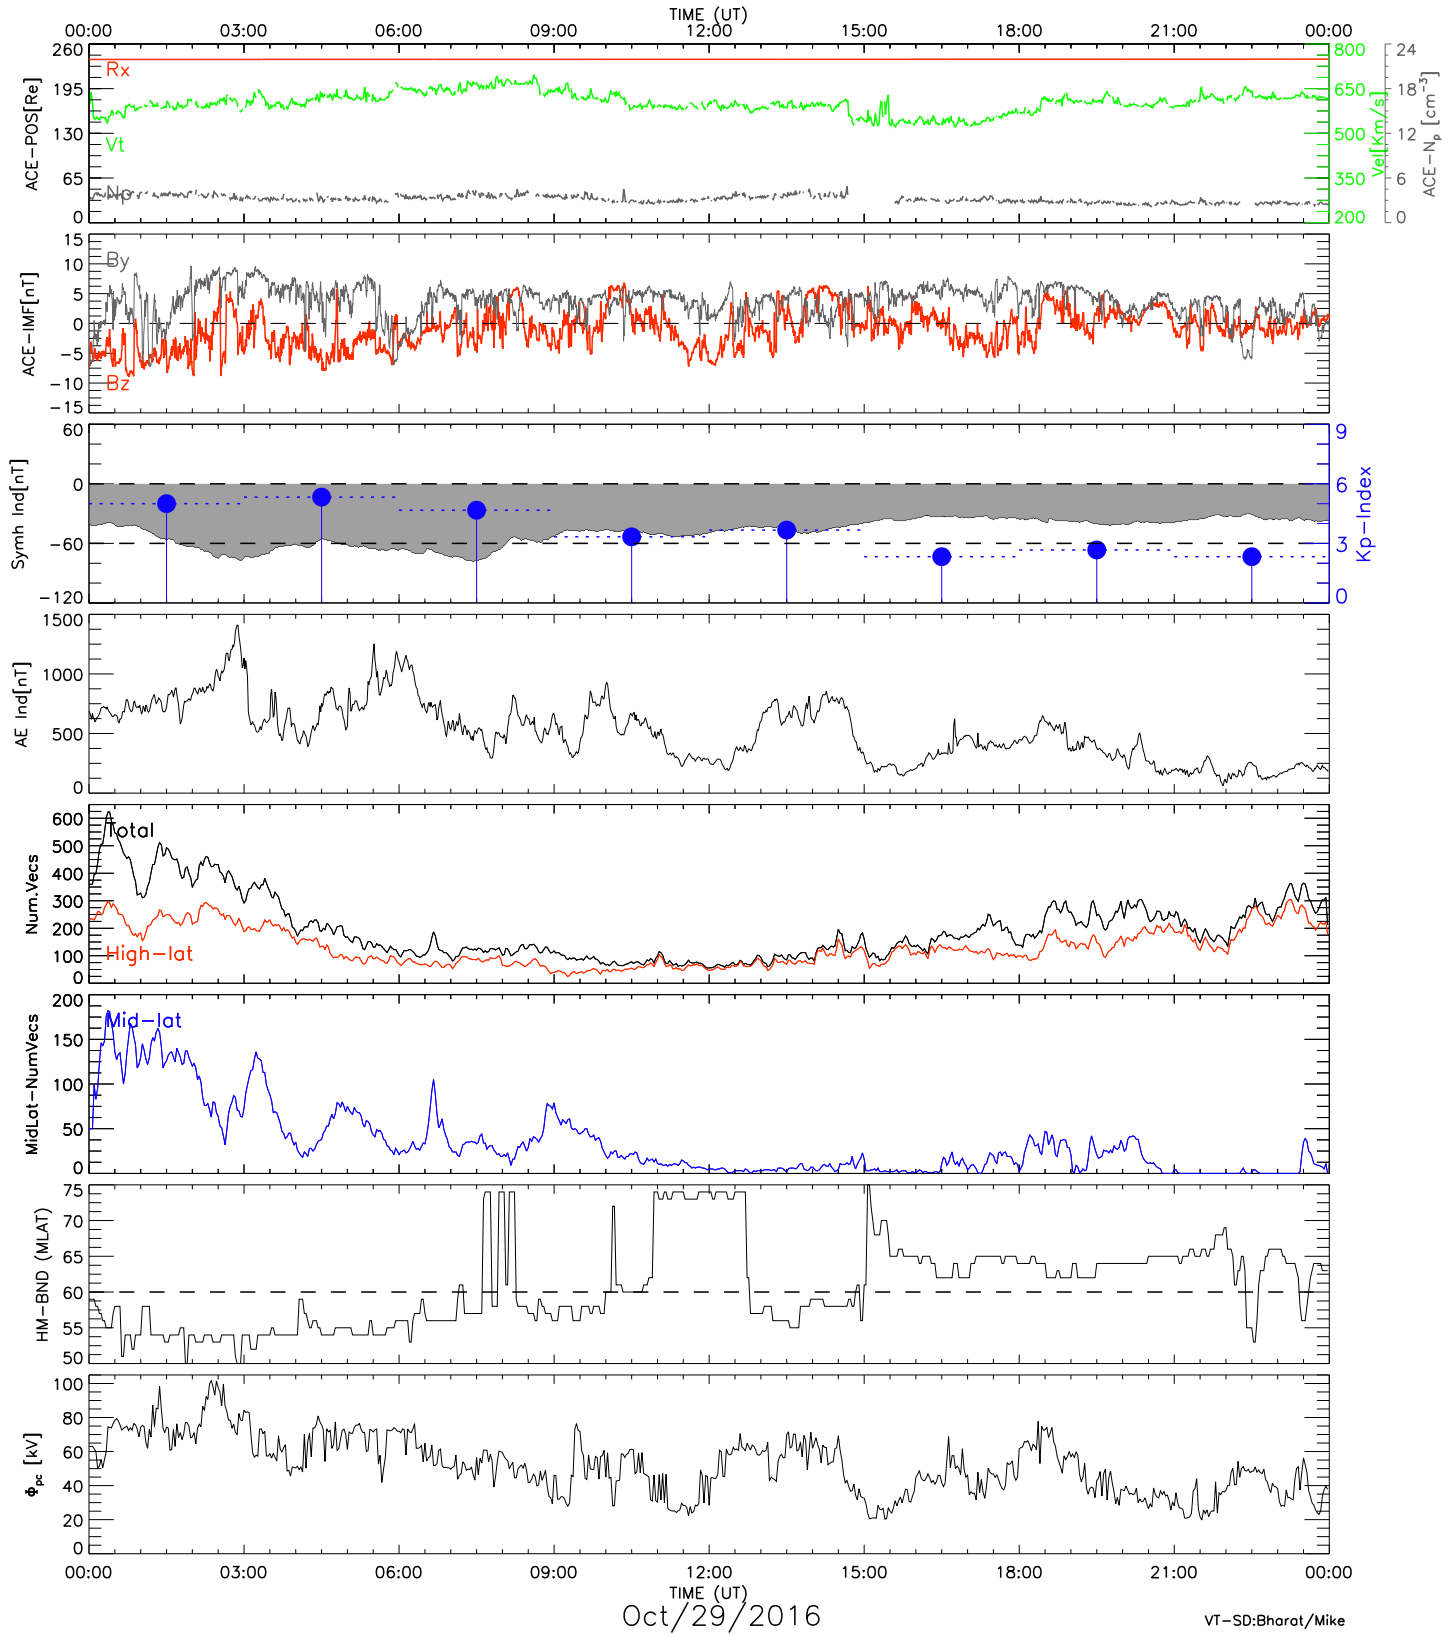 TIME (UT)
00:00 03:00 06:00 09:00 12:00 15:00 18:00 21:00 00:00
ACE-POS[Re]
260
195
130
65
0
Rx
Vt
Np
800
650
500
350
200
Vel[Km/s]
24
18
12
6
0
ACE-Np [cm⁻³]
ACE-IMF[nT]
15
10
5
0
-5
-10
-15
By
Bz
Symh Ind[nT]
60
0
-60
-120
9
6
3
0
Kp-Index
AE Ind[nT]
1500
1000
500
0
Num.Vecs
600
500
400
300
200
100
0
Total
High-lat
MidLat-NumVecs
200
150
100
50
0
Mid-lat
HM-BND (MLAT)
75
70
65
60
55
50
Φpc [kV]
100
80
60
40
20
0
00:00 03:00 06:00 09:00 12:00 15:00 18:00 21:00 00:00
TIME (UT)
Oct/29/2016
VT-SD:Bharat/Mike